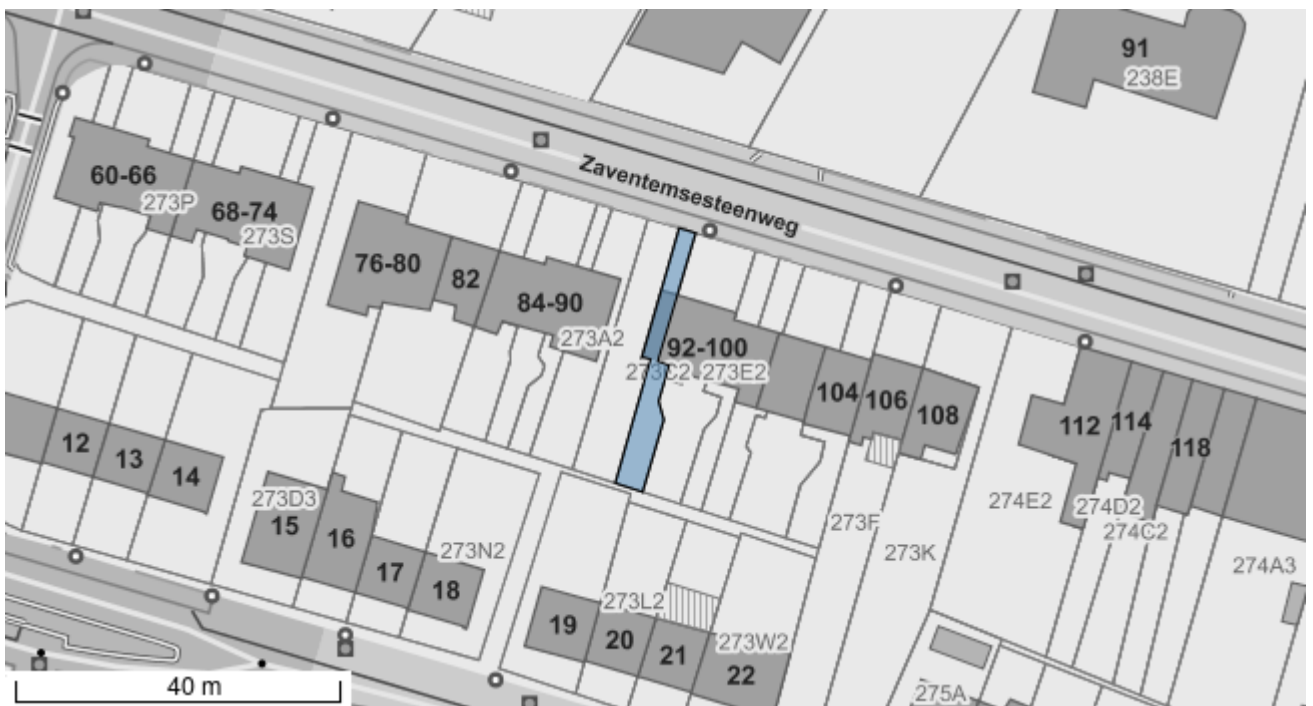 91
238E
Zaventemsesteenweg
60-66
273P
68-74
273S
76-80
82
84-90
273A2
92-100
273C2
273E2
104
106
108
112
114
118
274E2
274D2
274C2
274A3
12
13
14
273D3
15
16
17
18
273N2
273F
273K
19
273L2
20
21
273W2
22
275A
40 m